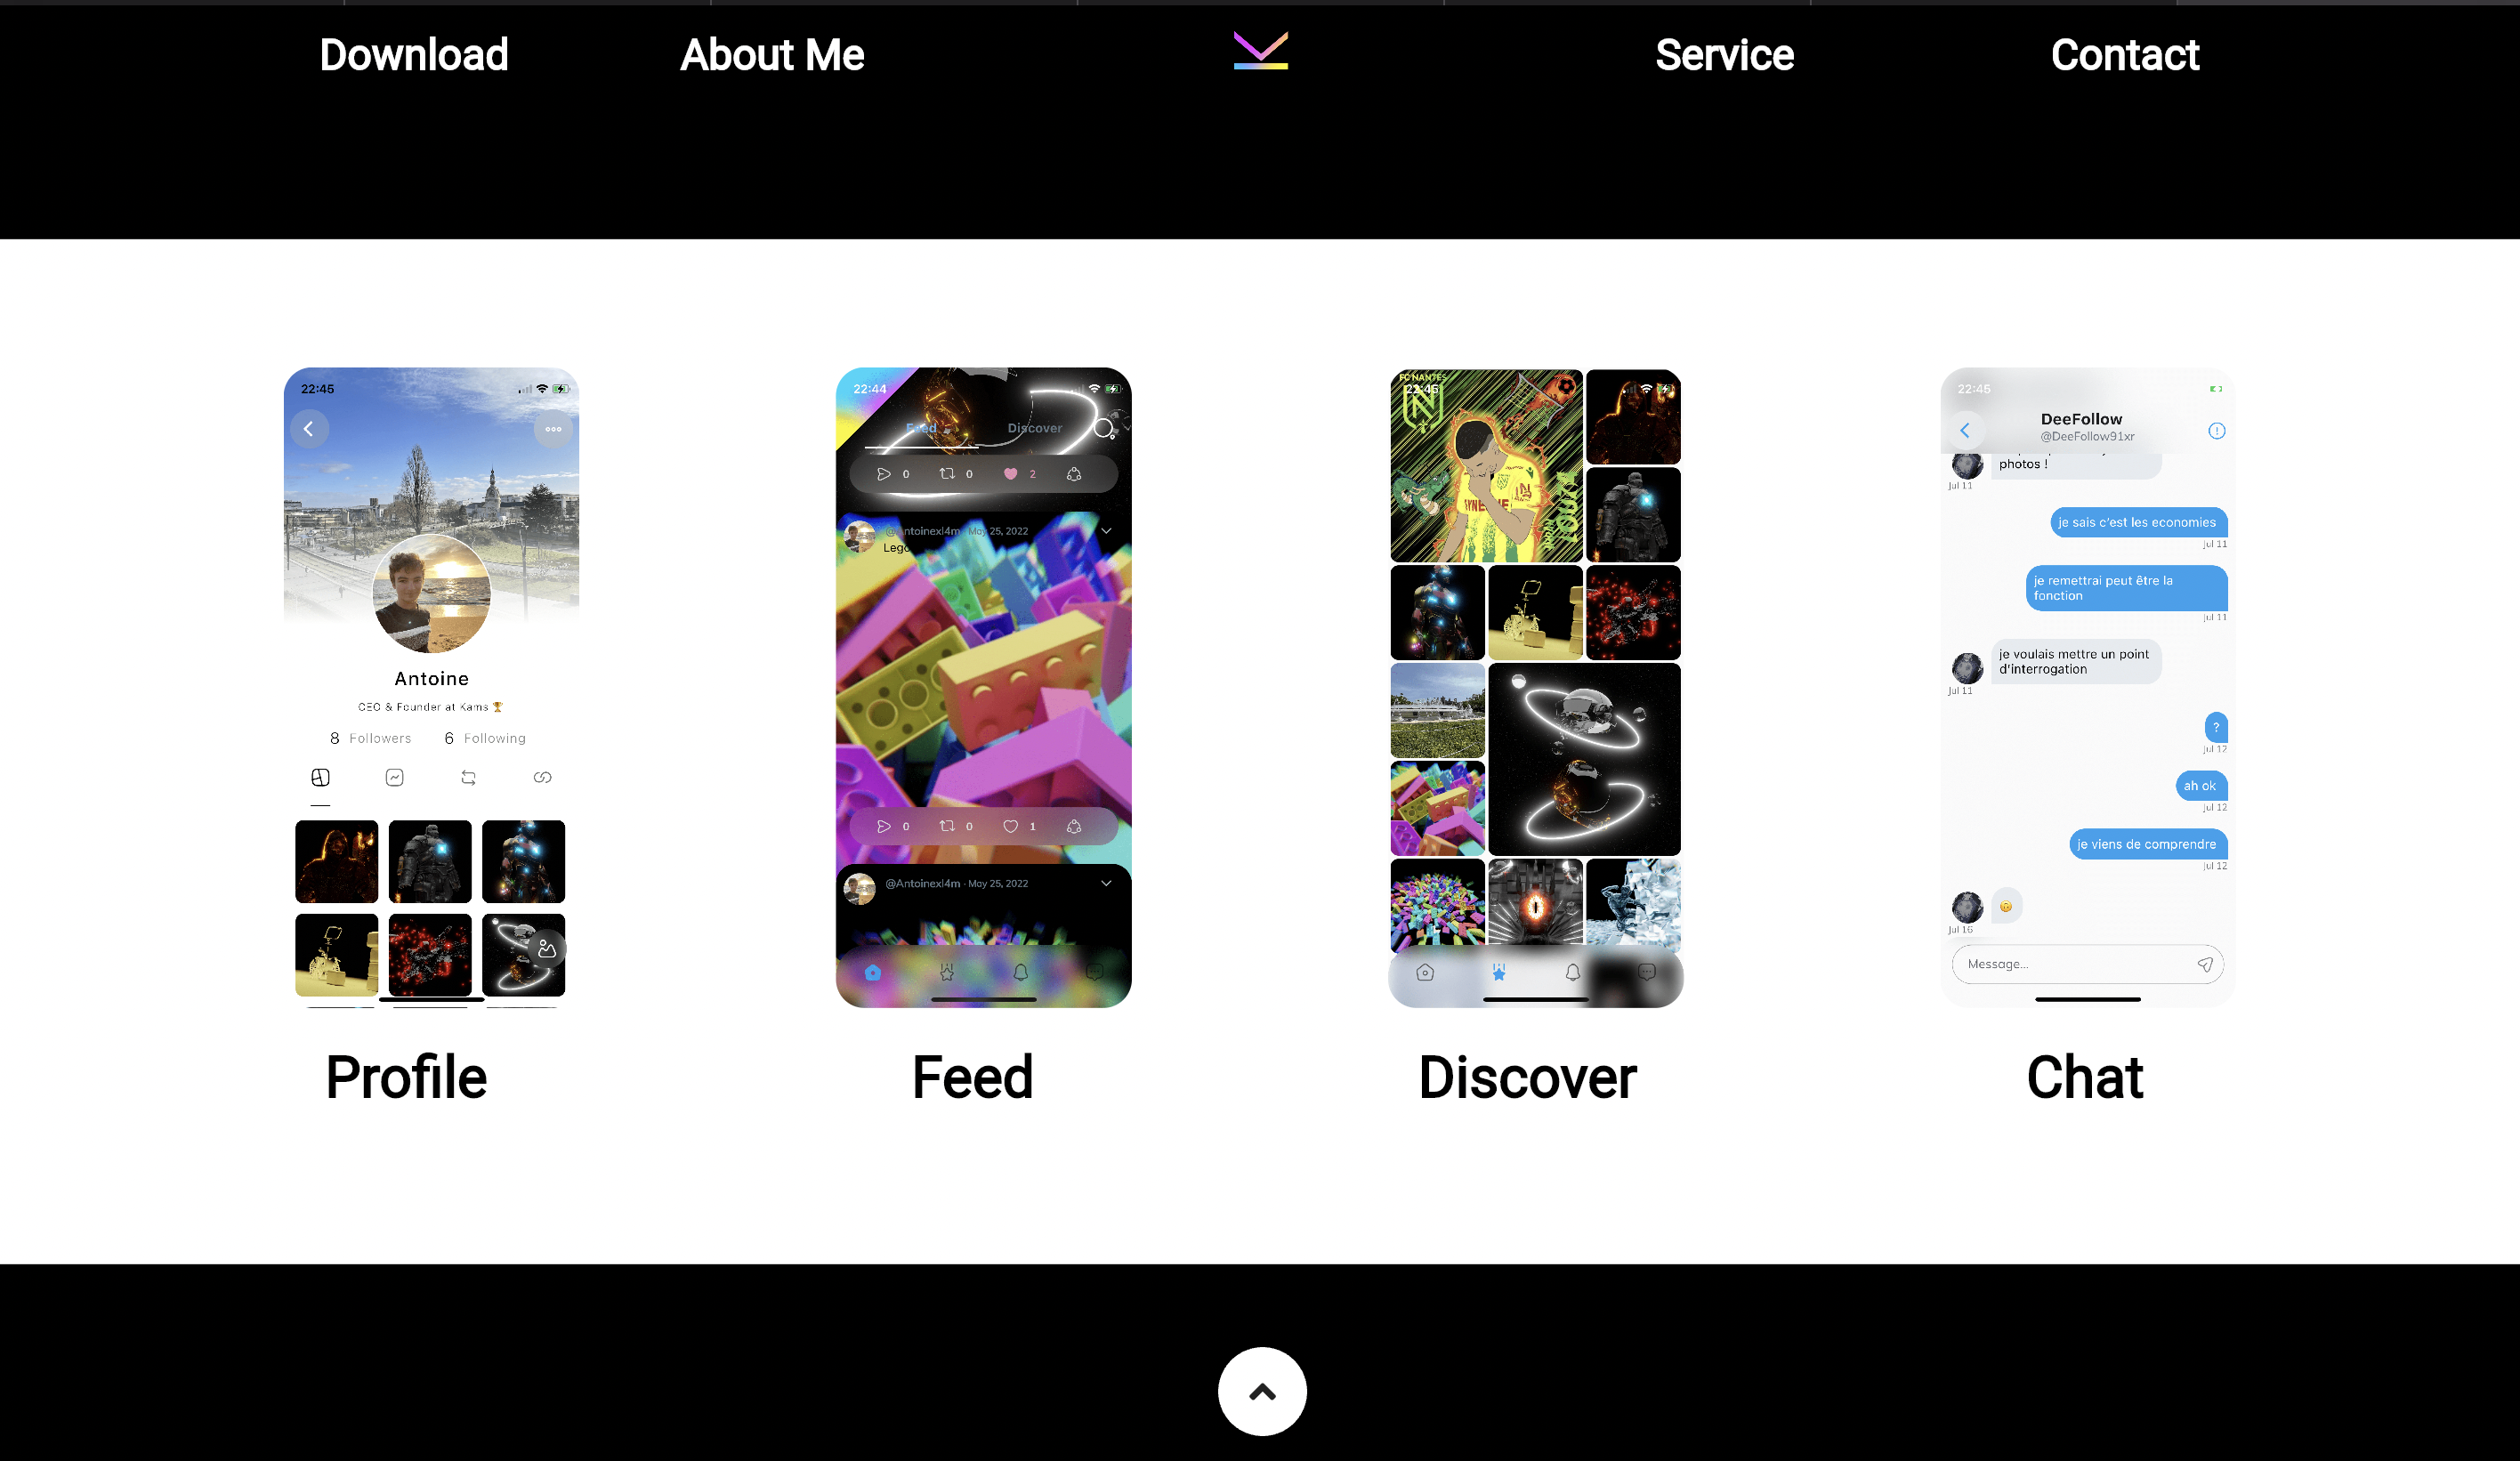 Download
About Me
Service
Contact
22:45
Antoine
CEO & Founder at Kams 🏆
8 Followers 6 Following
Profile
22:44
Feed Discover
0 0 2
@Antoinexl4m · May 25, 2022
Lego
0 0 1
@Antoinexl4m · May 25, 2022
Feed
FC NANTES
22:45
Discover
22:45
DeeFollow
@DeeFollow91xr
photos !
Jul 11
je sais c'est les economies
Jul 11
je remettrai peut être la
fonction
Jul 11
je voulais mettre un point
d'interrogation
Jul 11
?
Jul 12
ah ok
Jul 12
je viens de comprendre
Jul 12
Jul 16
Message...
Chat